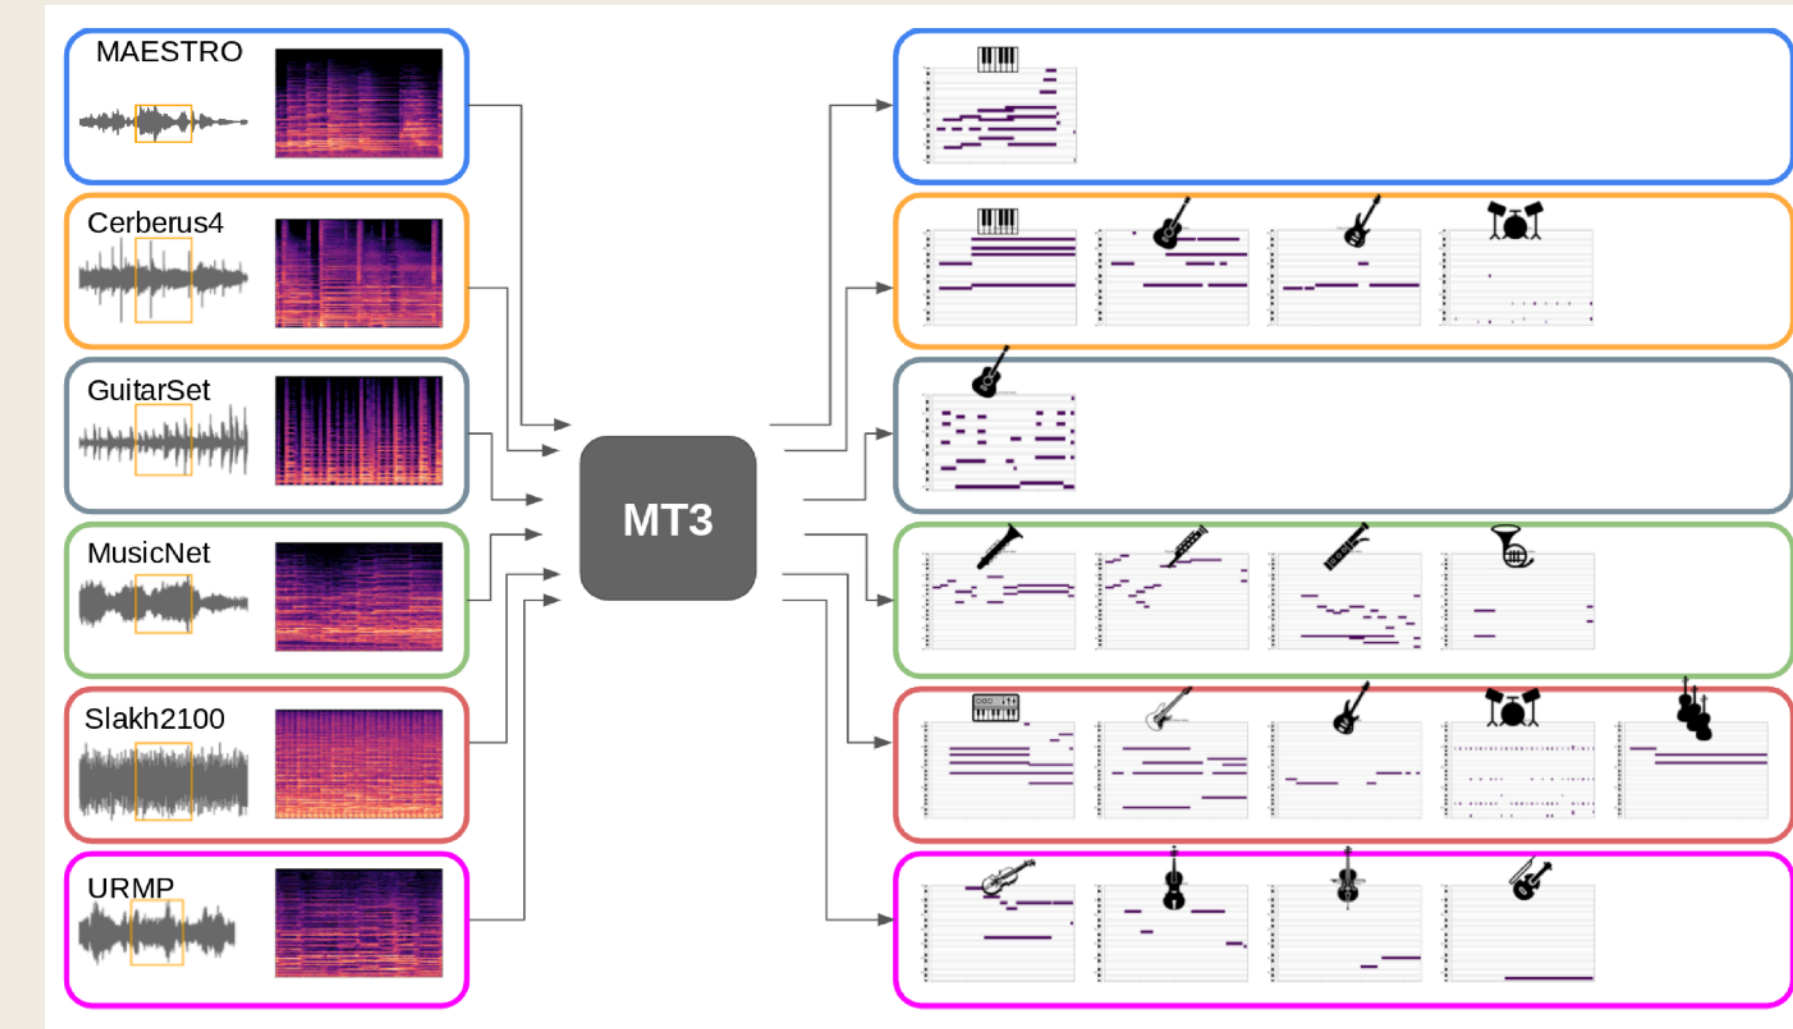 MAESTRO
Cerberus4
GuitarSet
MusicNet
Slakh2100
URMP
MT3